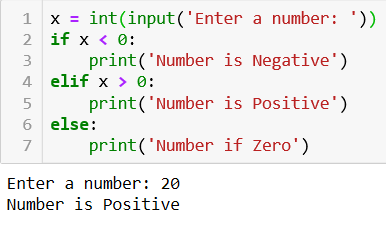 1 x = int(input('Enter a number: '))
2 if x < 0:
3     print('Number is Negative')
4 elif x > 0:
5     print('Number is Positive')
6 else:
7     print('Number if Zero')
Enter a number: 20
Number is Positive